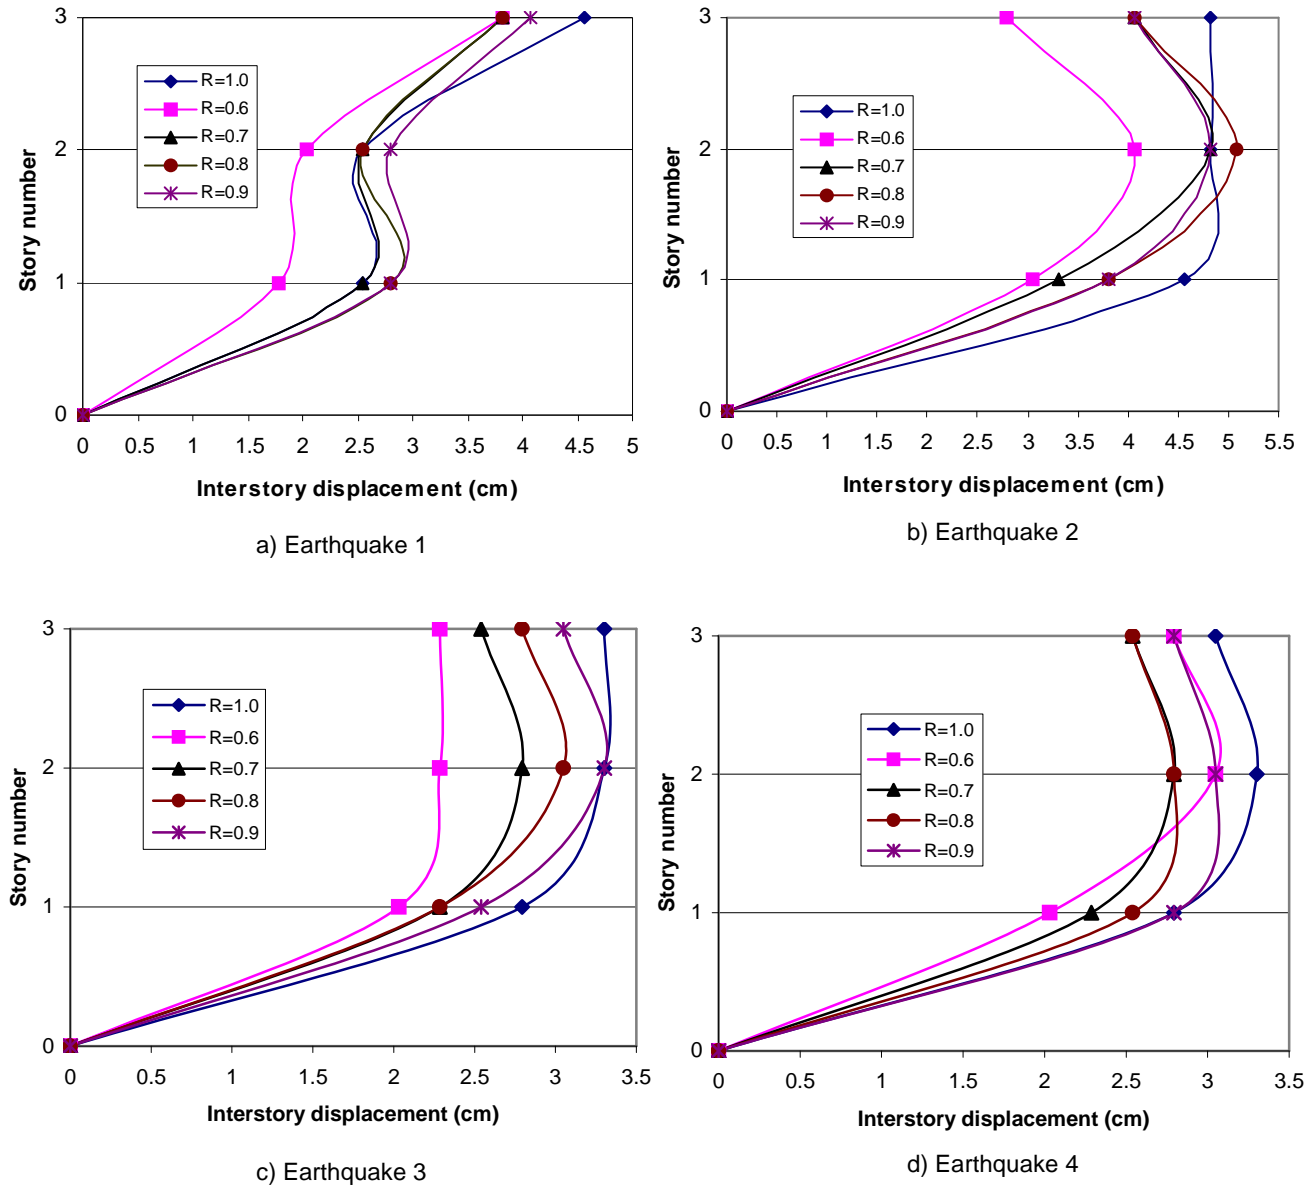 3
2
1
0
Story number
R=1.0
R=0.6
R=0.7
R=0.8
R=0.9
0 0.5 1 1.5 2 2.5 3 3.5 4 4.5 5
Interstory displacement (cm)
a) Earthquake 1
3
2
1
0
Story number
R=1.0
R=0.6
R=0.7
R=0.8
R=0.9
0 1 2 3 3.5 4 4.5 5 5.5
Interstory displacement (cm)
b) Earthquake 2
3
2
1
0
Story number
R=1.0
R=0.6
R=0.7
R=0.8
R=0.9
0 0.5 1 1.5 2 2.5 3 3.5
Interstory displacement (cm)
c) Earthquake 3
3
2
1
0
Story number
R=1.0
R=0.6
R=0.7
R=0.8
R=0.9
0 0.5 1 1.5 2 2.5 3 3.5
Interstory displacement (cm)
d) Earthquake 4